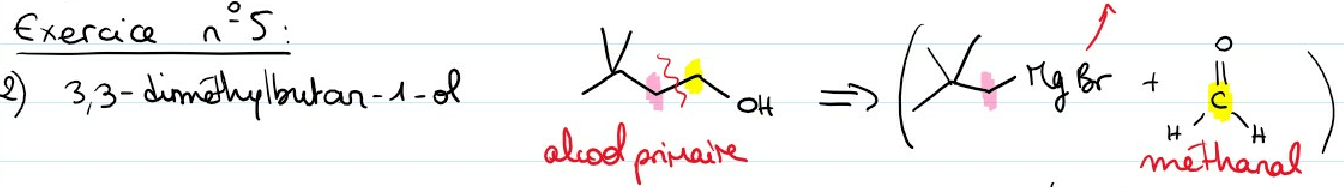 Exercice n°5:
2) 3,3-diméthylbutan-1-ol OH ⇒ ( MgBr + O C H H )
alcool primaire méthanal